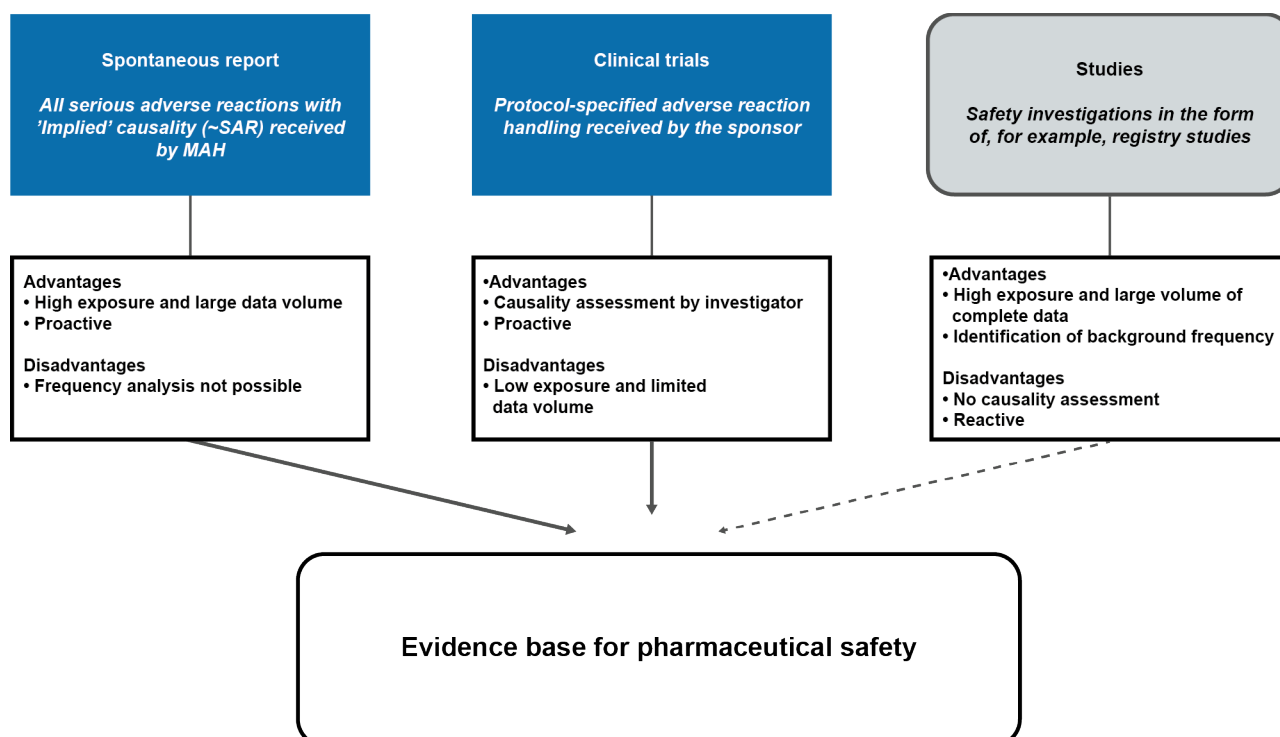 Spontaneous report
All serious adverse reactions with
’Implied’ causality (~SAR) received
by MAH
Clinical trials
Protocol-specified adverse reaction
handling received by the sponsor
Studies
Safety investigations in the form
of, for example, registry studies
Advantages
• High exposure and large data volume
• Proactive
Disadvantages
• Frequency analysis not possible
•Advantages
• Causality assessment by investigator
• Proactive
Disadvantages
• Low exposure and limited
data volume
•Advantages
• High exposure and large volume of
complete data
• Identification of background frequency
Disadvantages
• No causality assessment
• Reactive
Evidence base for pharmaceutical safety